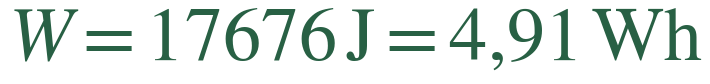 W = 17676 J = 4,91 Wh